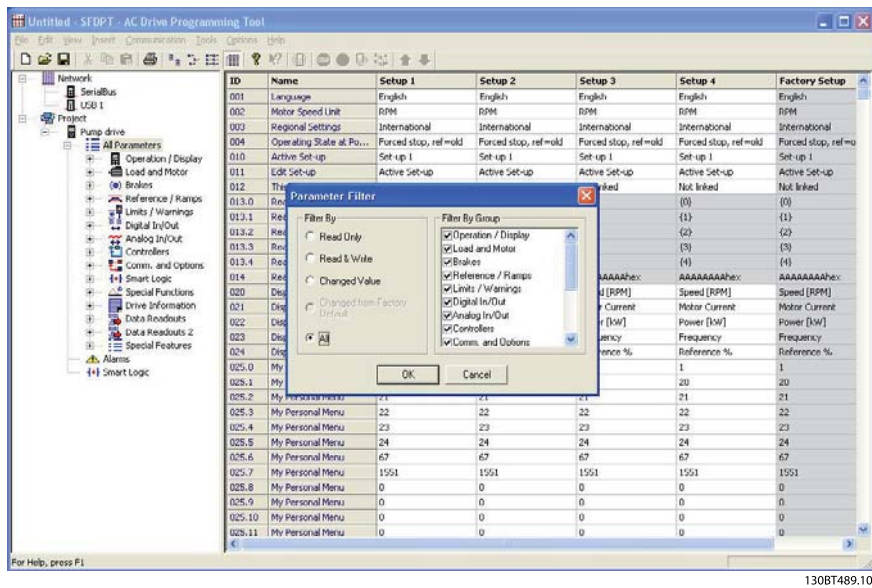 Untitled - SFDPT - AC Drive Programming Tool
File Edit View Insert Communication Tools Options Help
Network
SerialBus
USB 1
Project
Pump drive
All Parameters
Operation / Display
Load and Motor
Brakes
Reference / Ramps
Limits / Warnings
Digital In/Out
Analog In/Out
Controllers
Comm. and Options
Smart Logic
Special Functions
Drive Information
Data Readouts
Data Readouts 2
Special Features
Alarms
Smart Logic
ID Name Setup 1 Setup 2 Setup 3 Setup 4 Factory Setup
001 Language English English English English English
002 Motor Speed Unit RPM RPM RPM RPM RPM
003 Regional Settings International International International International International
004 Operating State at Po... Forced stop, ref=old Forced stop, ref=old Forced stop, ref=old Forced stop, ref=old Forced stop, ref=o
010 Active Set-up Set-up 1 Set-up 1 Set-up 1 Set-up 1 Set-up 1
011 Edit Set-up Active Set-up Active Set-up Active Set-up Active Set-up Active Set-up
012 This Not linked Not linked
013.0 {0} {0}
013.1 {1} {1}
013.2 {2} {2}
013.3 {3} {3}
013.4 {4} {4}
014 AAAAAAAAhex AAAAAAAAhex
020 Speed [RPM] Speed [RPM]
021 Motor Current Motor Current
022 Power [kW] Power [kW]
023 Frequency Frequency
024 Reference % Reference %
025.0 My 1 1
025.1 My 20 20
025.2 My Personal Menu 21 21 21 21 21
025.3 My Personal Menu 22 22 22 22 22
025.4 My Personal Menu 23 23 23 23 23
025.5 My Personal Menu 24 24 24 24 24
025.6 My Personal Menu 67 67 67 67 67
025.7 My Personal Menu 1551 1551 1551 1551 1551
025.8 My Personal Menu 0 0 0 0 0
025.9 My Personal Menu 0 0 0 0 0
025.10 My Personal Menu 0 0 0 0 0
025.11 My Personal Menu 0 0 0 0 0
Parameter Filter
Filter By
Read Only
Read & Write
Changed Value
Changed from Factory Default
All
Filter By Group
Operation / Display
Load and Motor
Brakes
Reference / Ramps
Limits / Warnings
Digital In/Out
Analog In/Out
Controllers
Comm. and Options
OK Cancel
For Help, press F1
130BT489.10